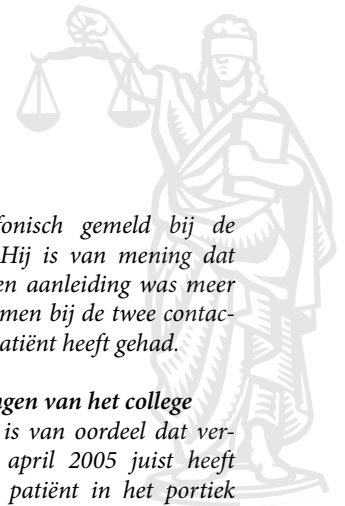 fonisch gemeld bij de
Hij is van mening dat
en aanleiding was meer
men bij de twee contac-
atiënt heeft gehad.
ngen van het college
is van oordeel dat ver-
april 2005 juist heeft
patiënt in het portiek